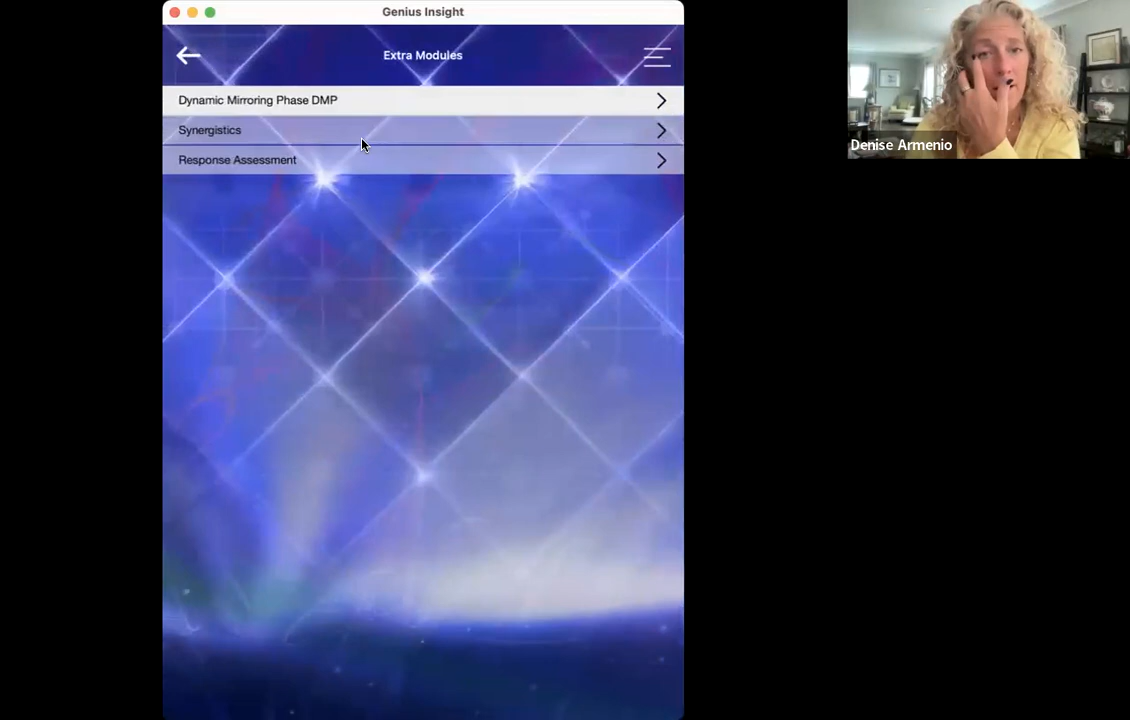 Genius Insight
Extra Modules
Dynamic Mirroring Phase DMP
Synergistics
Response Assessment
Denise Armenio